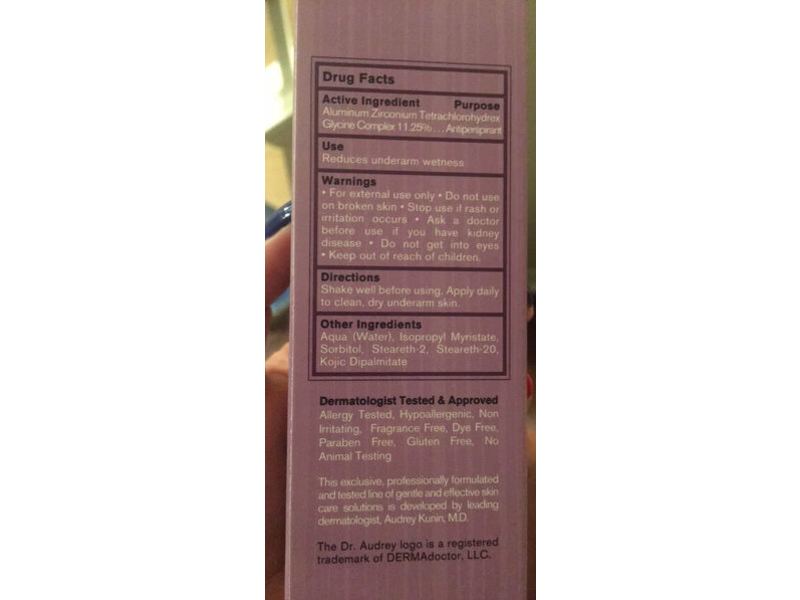 Drug Facts
Active Ingredient Purpose
Aluminum Zirconium Tetrachlorohydrex
Glycine Complex 11.25% ... Antiperspirant
Use
Reduces underarm wetness
Warnings
• For external use only • Do not use
on broken skin • Stop use if rash or
irritation occurs • Ask a doctor
before use if you have kidney
disease • Do not get into eyes
• Keep out of reach of children.
Directions
Shake well before using. Apply daily
to clean, dry underarm skin.
Other Ingredients
Aqua (Water), Isopropyl Myristate,
Sorbitol, Steareth-2, Steareth-20,
Kojic Dipalmitate
Dermatologist Tested & Approved
Allergy Tested, Hypoallergenic, Non
Irritating, Fragrance Free, Dye Free,
Paraben Free, Gluten Free, No
Animal Testing
This exclusive, professionally formulated
and tested line of gentle and effective skin
care solutions is developed by leading
dermatologist, Audrey Kunin, M.D.
The Dr. Audrey logo is a registered
trademark of DERMAdoctor, LLC.